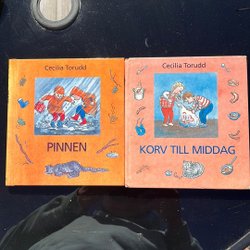 Cecilia Torudd
PINNEN
Cecilia Torudd
KORV TILL MIDDAG